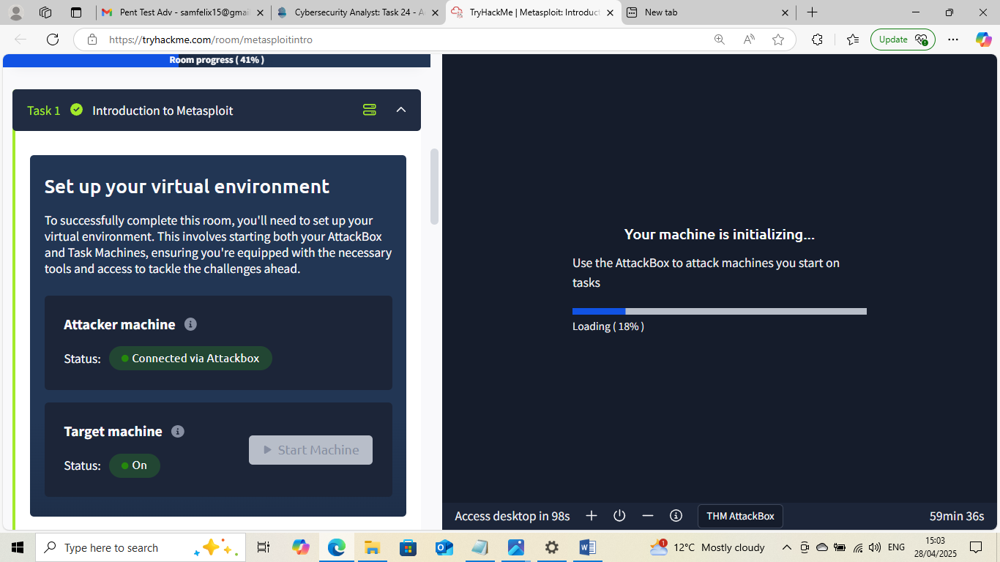 Pent Test Adv - samfelix15@gmai
Cybersecurity Analyst: Task 24 - A
TryHackMe | Metasploit: Introduct
New tab
https://tryhackme.com/room/metasploitintro
Update
Room progress ( 41% )
Task 1
Introduction to Metasploit
Set up your virtual environment
To successfully complete this room, you'll need to set up your
virtual environment. This involves starting both your AttackBox
and Task Machines, ensuring you're equipped with the necessary
tools and access to tackle the challenges ahead.
Attacker machine
Status: Connected via Attackbox
Target machine
Start Machine
Status: On
Your machine is initializing...
Use the AttackBox to attack machines you start on
tasks
Loading ( 18% )
Access desktop in 98s
THM AttackBox
59min 36s
Type here to search
1
12°C Mostly cloudy
ENG
15:03
28/04/2025